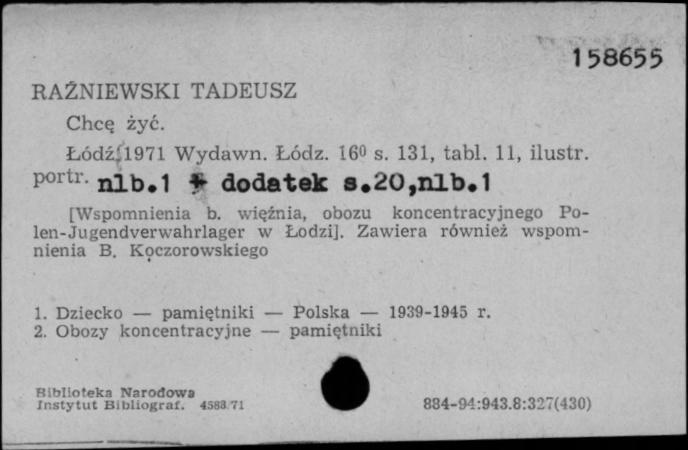 158655
RAŹNIEWSKI TADEUSZ
Chcę żyć.
Łódź 1971 Wydawn. Łódz. 16⁰ s. 131, tabl. 11, ilustr.
portr. nlb.1 + dodatek s.20,nlb.1
[Wspomnienia b. więźnia, obozu koncentracyjnego Po-
len-Jugendverwahrlager w Łodzi]. Zawiera również wspom-
nienia B. Koczorowskiego
1. Dziecko — pamiętniki — Polska — 1939-1945 r.
2. Obozy koncentracyjne — pamiętniki
Biblioteka Narodowa
Instytut Bibliograf. 4583/71
884-94:943.8:327(430)